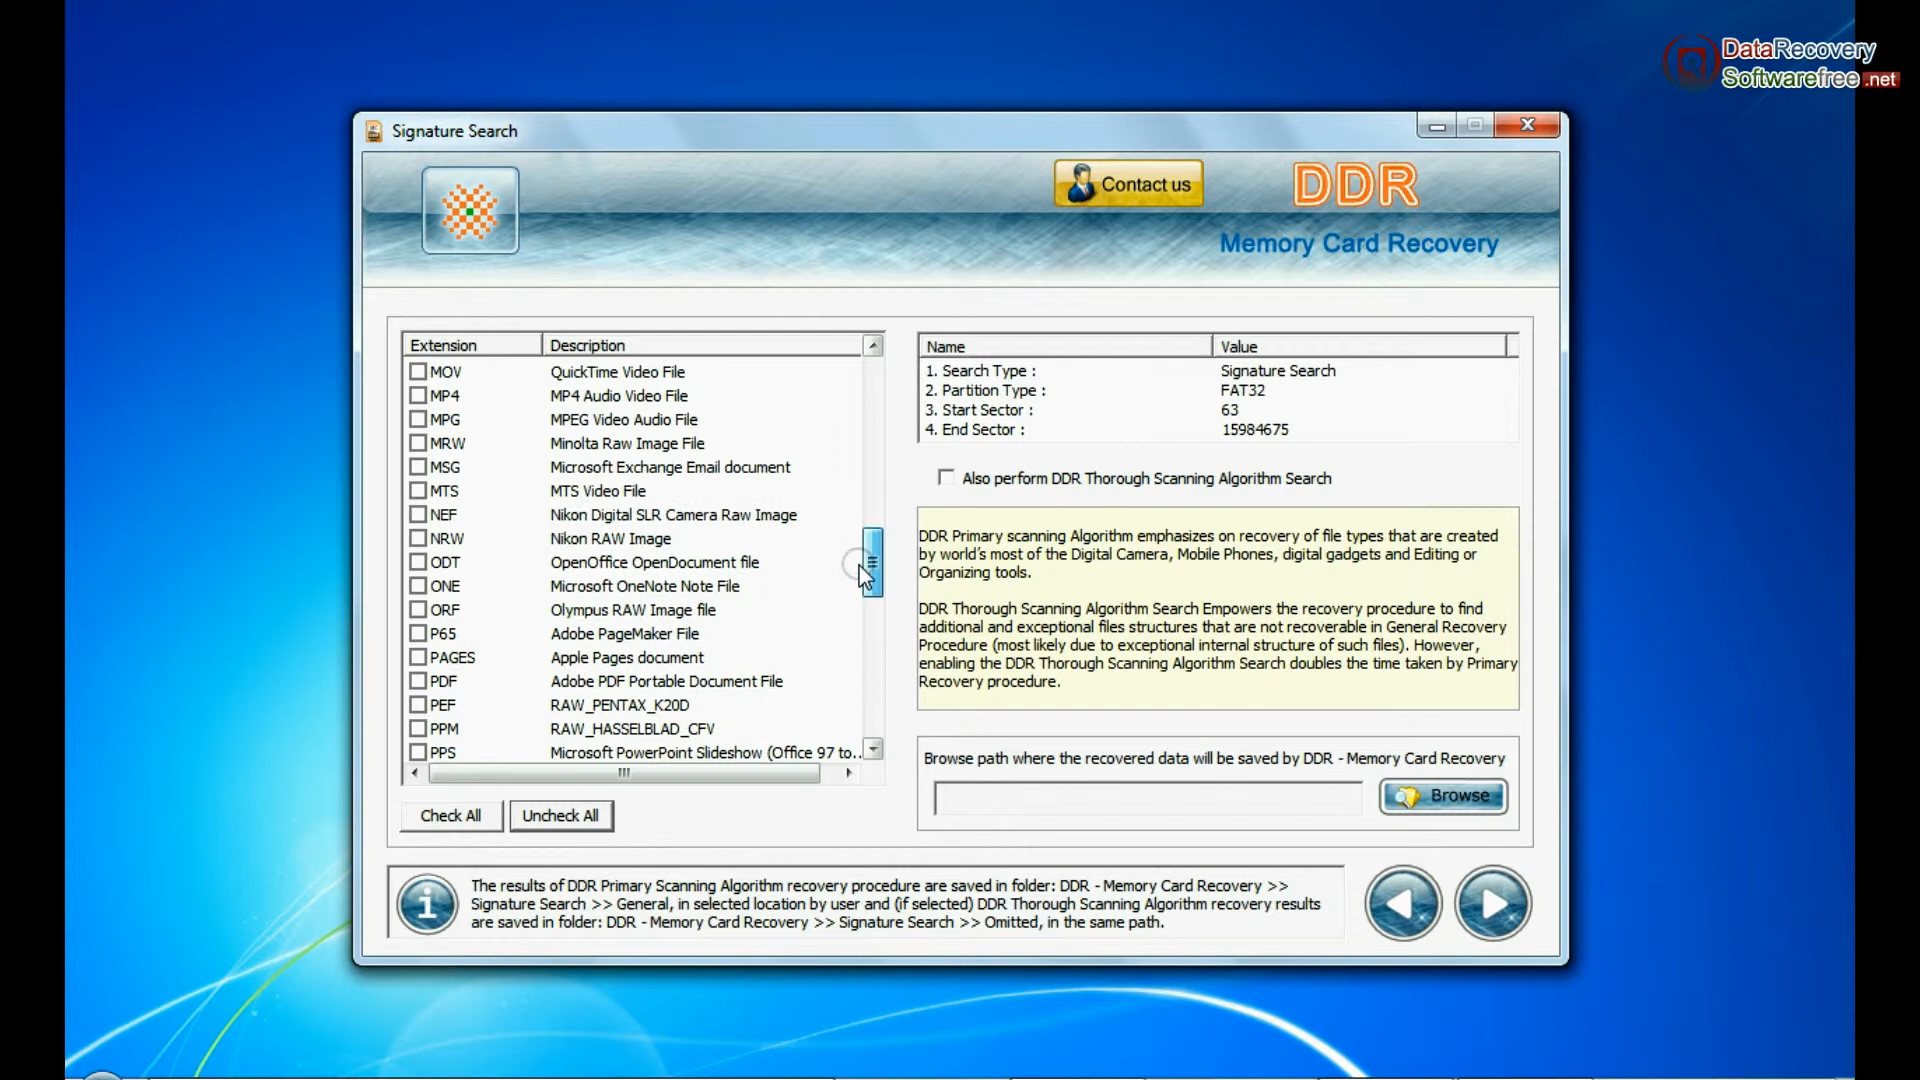 DataRecovery
Softwarefree.net
Signature Search
Contact us
DDR
Memory Card Recovery
Extension Description
MOV QuickTime Video File
MP4 MP4 Audio Video File
MPG MPEG Video Audio File
MRW Minolta Raw Image File
MSG Microsoft Exchange Email document
MTS MTS Video File
NEF Nikon Digital SLR Camera Raw Image
NRW Nikon RAW Image
ODT OpenOffice OpenDocument file
ONE Microsoft OneNote Note File
ORF Olympus RAW Image file
P65 Adobe PageMaker File
PAGES Apple Pages document
PDF Adobe PDF Portable Document File
PEF RAW_PENTAX_K20D
PPM RAW_HASSELBLAD_CFV
PPS Microsoft PowerPoint Slideshow (Office 97 to...
Check All
Uncheck All
Name Value
1. Search Type : Signature Search
2. Partition Type : FAT32
3. Start Sector : 63
4. End Sector : 15984675
Also perform DDR Thorough Scanning Algorithm Search
DDR Primary scanning Algorithm emphasizes on recovery of file types that are created
by world's most of the Digital Camera, Mobile Phones, digital gadgets and Editing or
Organizing tools.
DDR Thorough Scanning Algorithm Search Empowers the recovery procedure to find
additional and exceptional files structures that are not recoverable in General Recovery
Procedure (most likely due to exceptional internal structure of such files). However,
enabling the DDR Thorough Scanning Algorithm Search doubles the time taken by Primary
Recovery procedure.
Browse path where the recovered data will be saved by DDR - Memory Card Recovery
Browse
The results of DDR Primary Scanning Algorithm recovery procedure are saved in folder: DDR - Memory Card Recovery >>
Signature Search >> General, in selected location by user and (if selected) DDR Thorough Scanning Algorithm recovery results
are saved in folder: DDR - Memory Card Recovery >> Signature Search >> Omitted, in the same path.